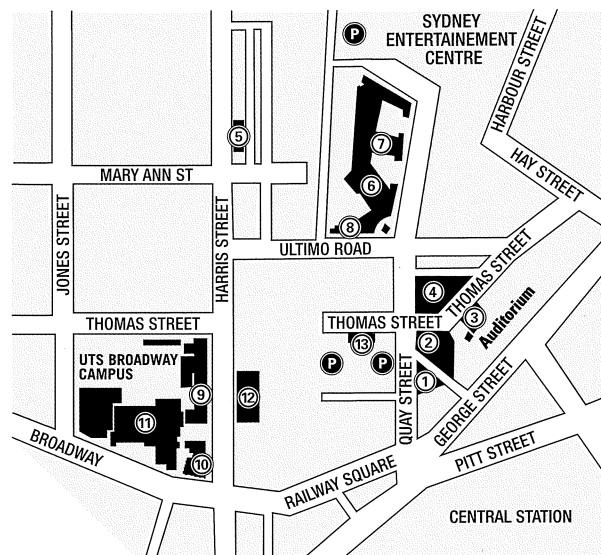 P
SYDNEY
ENTERTAINEMENT
CENTRE
HARBOUR STREET
5
7
MARY ANN ST
HAY STREET
6
JONES STREET
HARRIS STREET
8
ULTIMO ROAD
THOMAS STREET
4
3
Auditorium
THOMAS STREET
THOMAS STREET
2
13
UTS BROADWAY
CAMPUS
P
P
QUAY STREET
1
9
12
GEORGE STREET
11
BROADWAY
10
RAILWAY SQUARE
PITT STREET
CENTRAL STATION